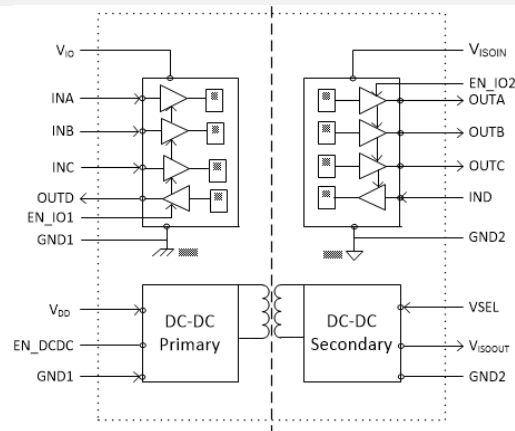 V_IO
V_ISOIN
EN_IO2
INA
OUTA
INB
OUTB
INC
OUTC
OUTD
IND
EN_IO1
GND1
GND2
V_DD
DC-DC
Primary
DC-DC
Secondary
VSEL
EN_DCDC
V_ISOOUT
GND1
GND2